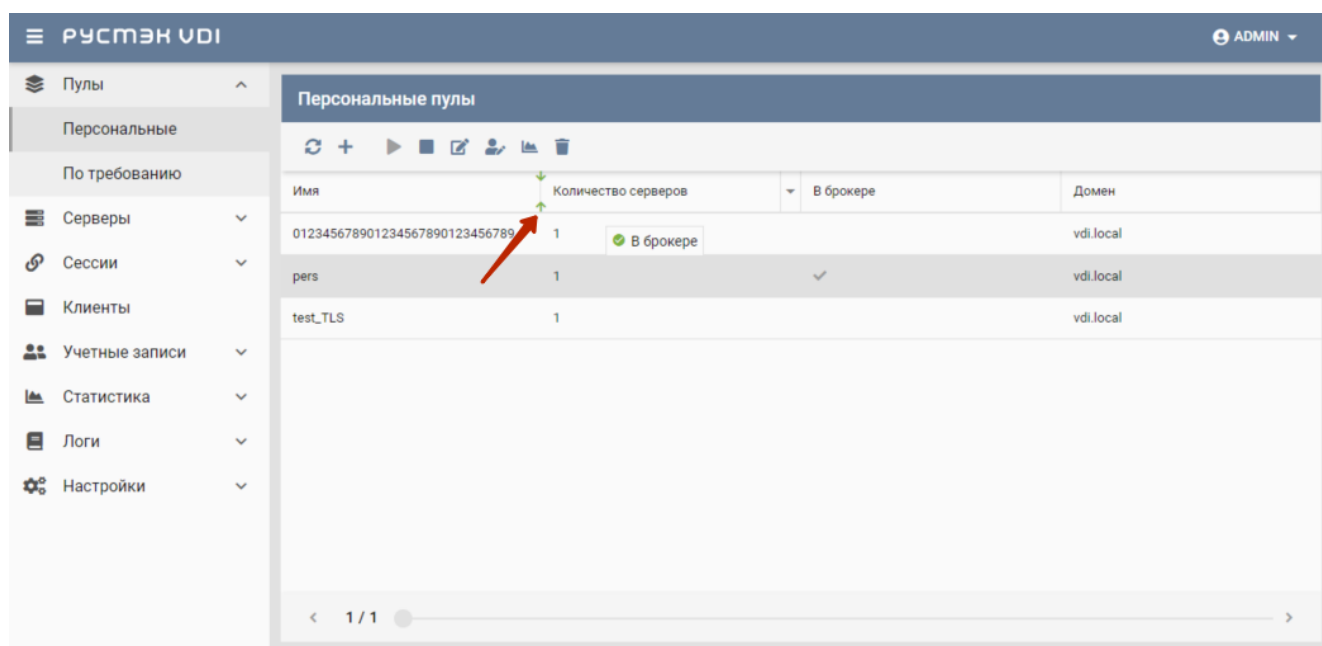 РУСТЭК VDI
ADMIN
Пулы
Персональные
По требованию
Серверы
Сессии
Клиенты
Учетные записи
Статистика
Логи
Настройки
Персональные пулы
Имя Количество серверов В брокере Домен
012345678901234567890123456789 1 vdi.local
В брокере
pers 1 vdi.local
test_TLS 1 vdi.local
1 / 1